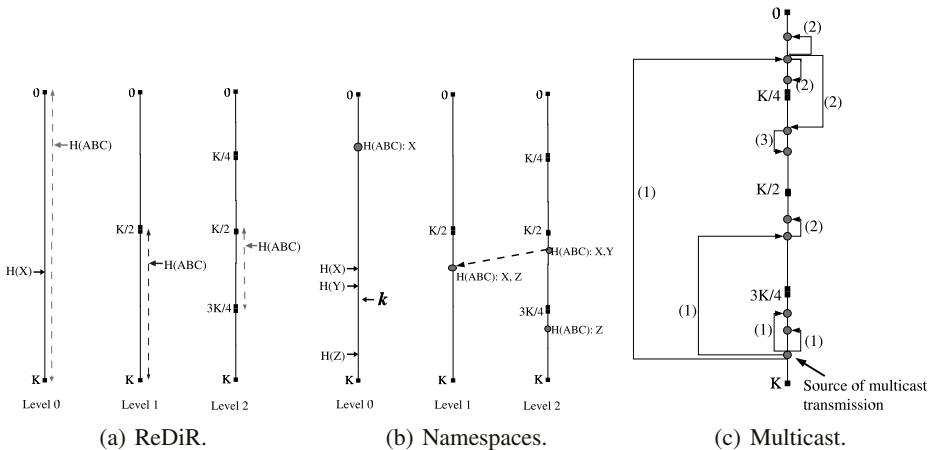 0
H(ABC)
H(X)
K
Level 0
0
K/2
H(ABC)
K
Level 1
0
K/4
K/2
H(ABC)
3K/4
K
Level 2
(a) ReDiR.
0
H(ABC): X
H(X)
H(Y)
k
H(Z)
K
Level 0
0
K/2
H(ABC): X, Z
K
Level 1
0
K/4
K/2
H(ABC): X,Y
3K/4
H(ABC): Z
K
Level 2
(b) Namespaces.
0
(2)
(2)
K/4
(2)
(3)
(1)
K/2
(2)
3K/4
(1)
(1)
(1)
K
Source of multicast
transmission
(c) Multicast.